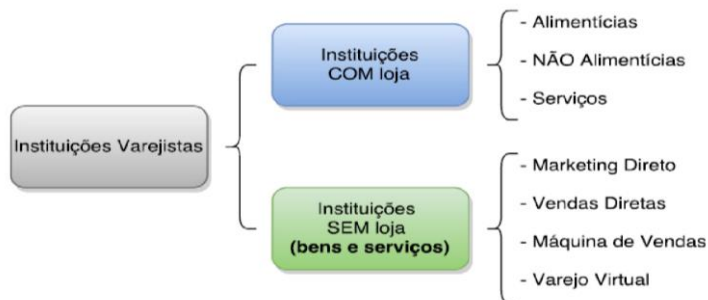 Instituições Varejistas
Instituições
COM loja
- Alimentícias
- NÃO Alimentícias
- Serviços
Instituições
SEM loja
(bens e serviços)
- Marketing Direto
- Vendas Diretas
- Máquina de Vendas
- Varejo Virtual